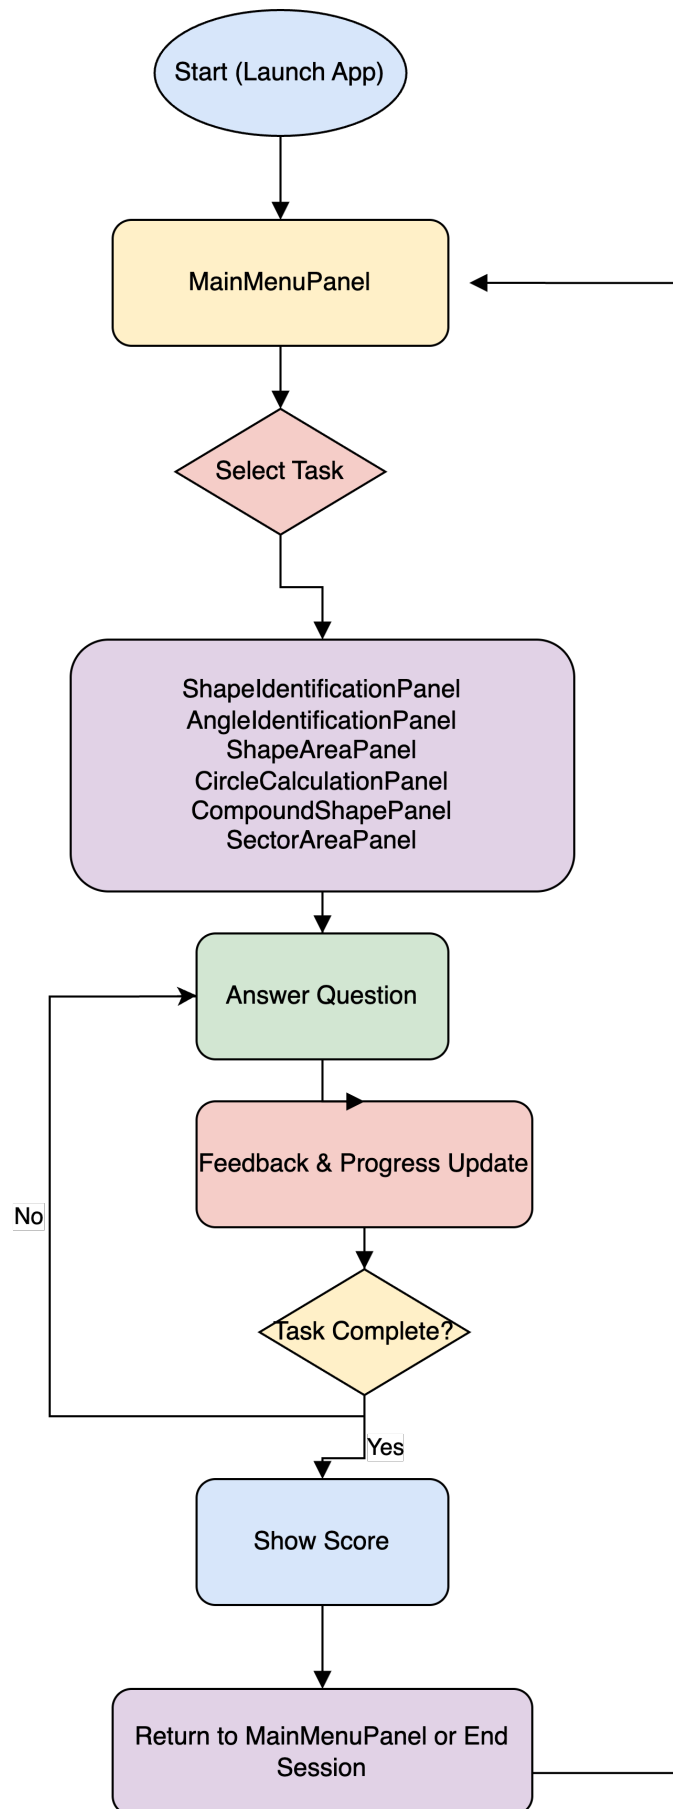 Start (Launch App)
MainMenuPanel
Select Task
ShapeIdentificationPanel
AngleIdentificationPanel
ShapeAreaPanel
CircleCalculationPanel
CompoundShapePanel
SectorAreaPanel
Answer Question
Feedback & Progress Update
No
Task Complete?
Yes
Show Score
Return to MainMenuPanel or End
Session